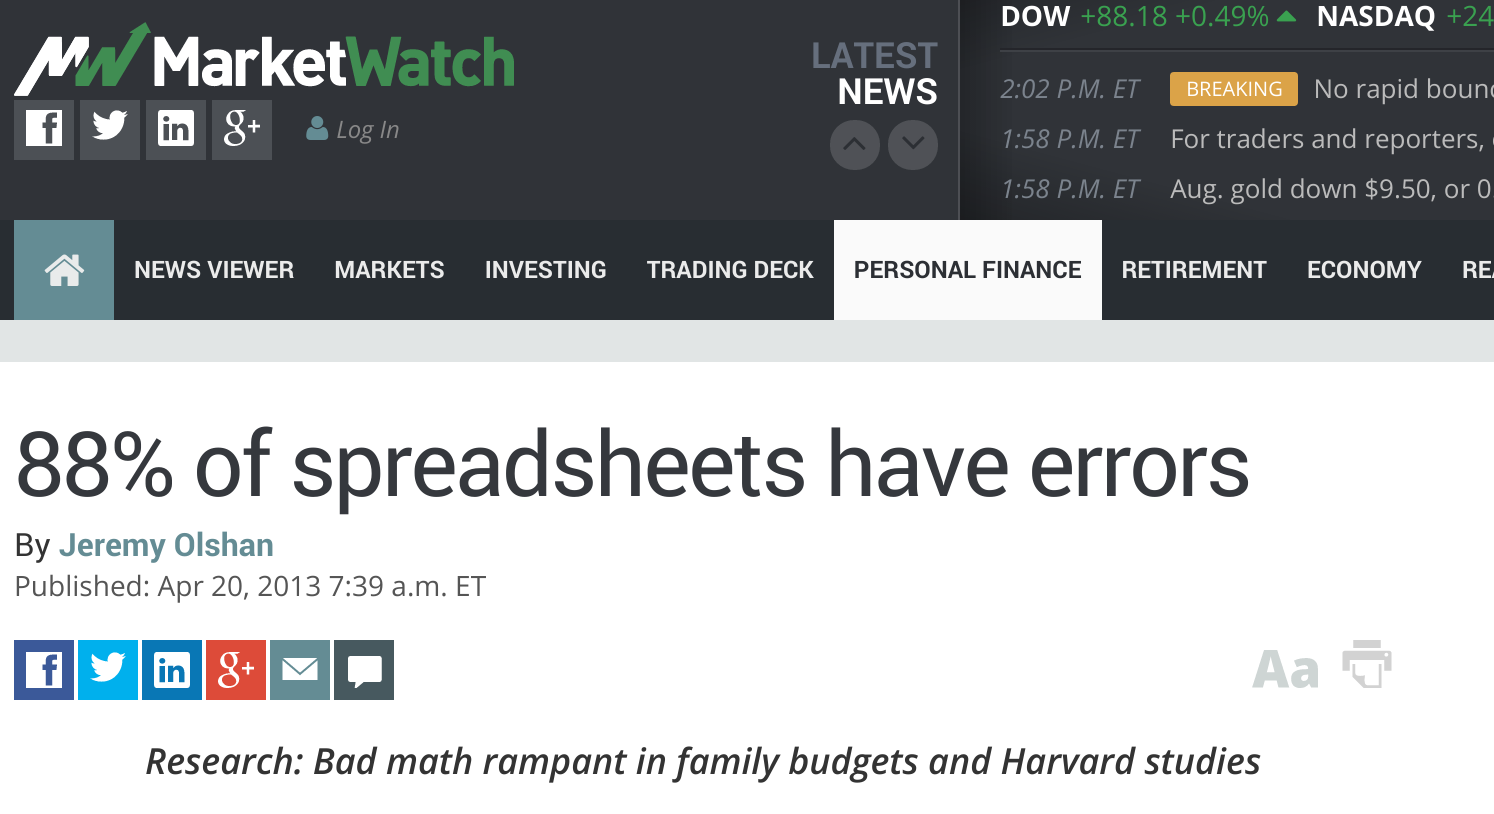 MarketWatch
Log In
LATEST
NEWS
DOW +88.18 +0.49% NASDAQ +24
2:02 P.M. ET BREAKING No rapid boun
1:58 P.M. ET For traders and reporters,
1:58 P.M. ET Aug. gold down $9.50, or 0
NEWS VIEWER MARKETS INVESTING TRADING DECK PERSONAL FINANCE RETIREMENT ECONOMY RE
88% of spreadsheets have errors
By Jeremy Olshan
Published: Apr 20, 2013 7:39 a.m. ET
Aa
Research: Bad math rampant in family budgets and Harvard studies